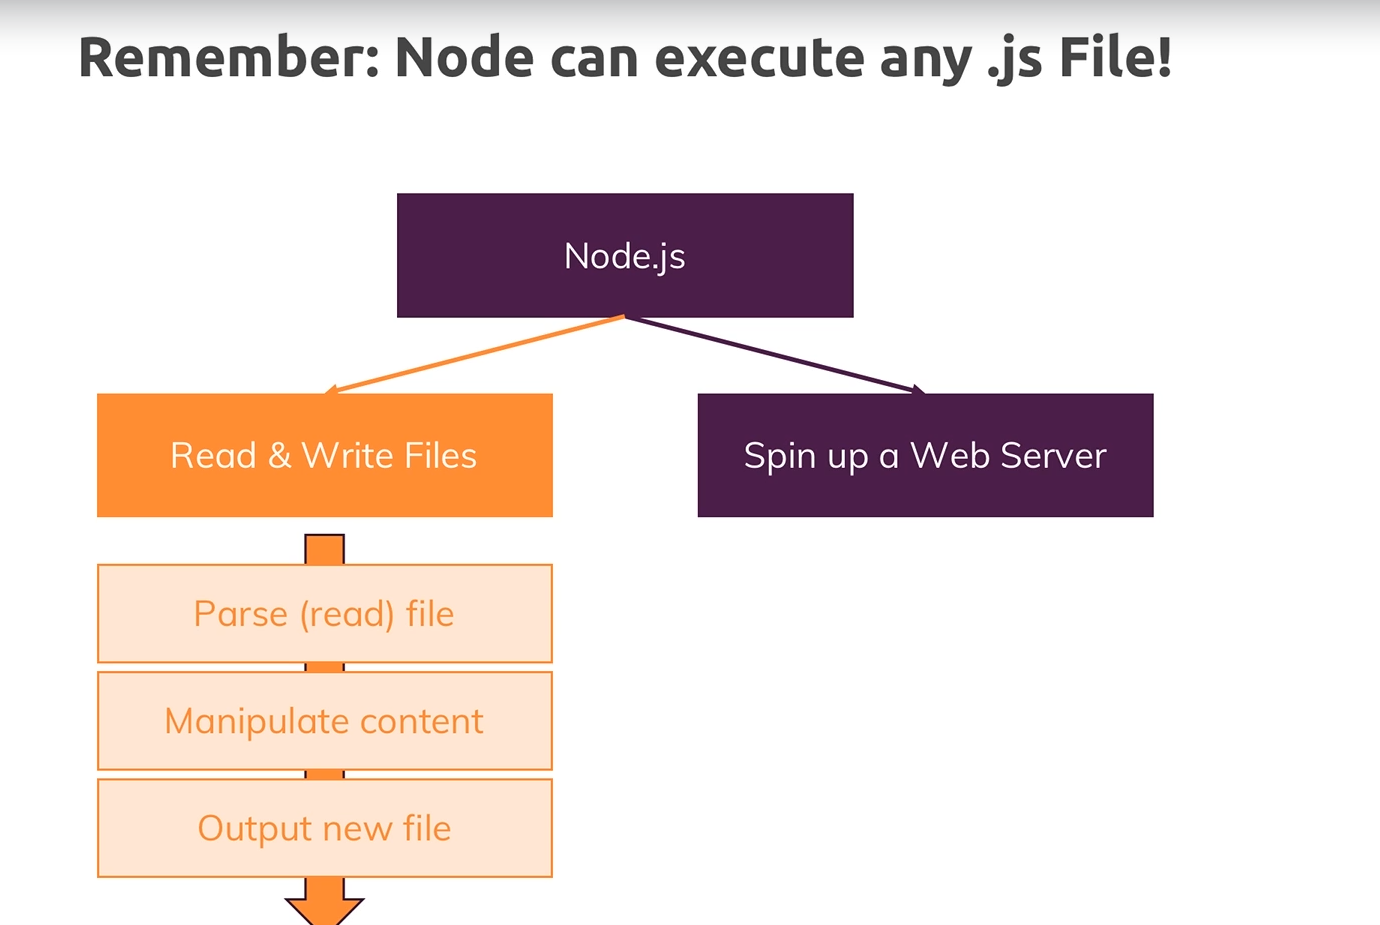 Remember: Node can execute any .js File!
Node.js
Read & Write Files
Spin up a Web Server
Parse (read) file
Manipulate content
Output new file